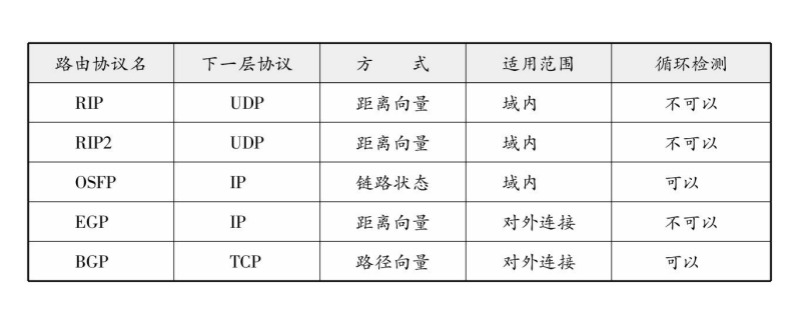 路由协议名 下一层协议 方 式 适用范围 循环检测
RIP UDP 距离向量 域内 不可以
RIP2 UDP 距离向量 域内 不可以
OSFP IP 链路状态 域内 可以
EGP IP 距离向量 对外连接 不可以
BGP TCP 路径向量 对外连接 可以